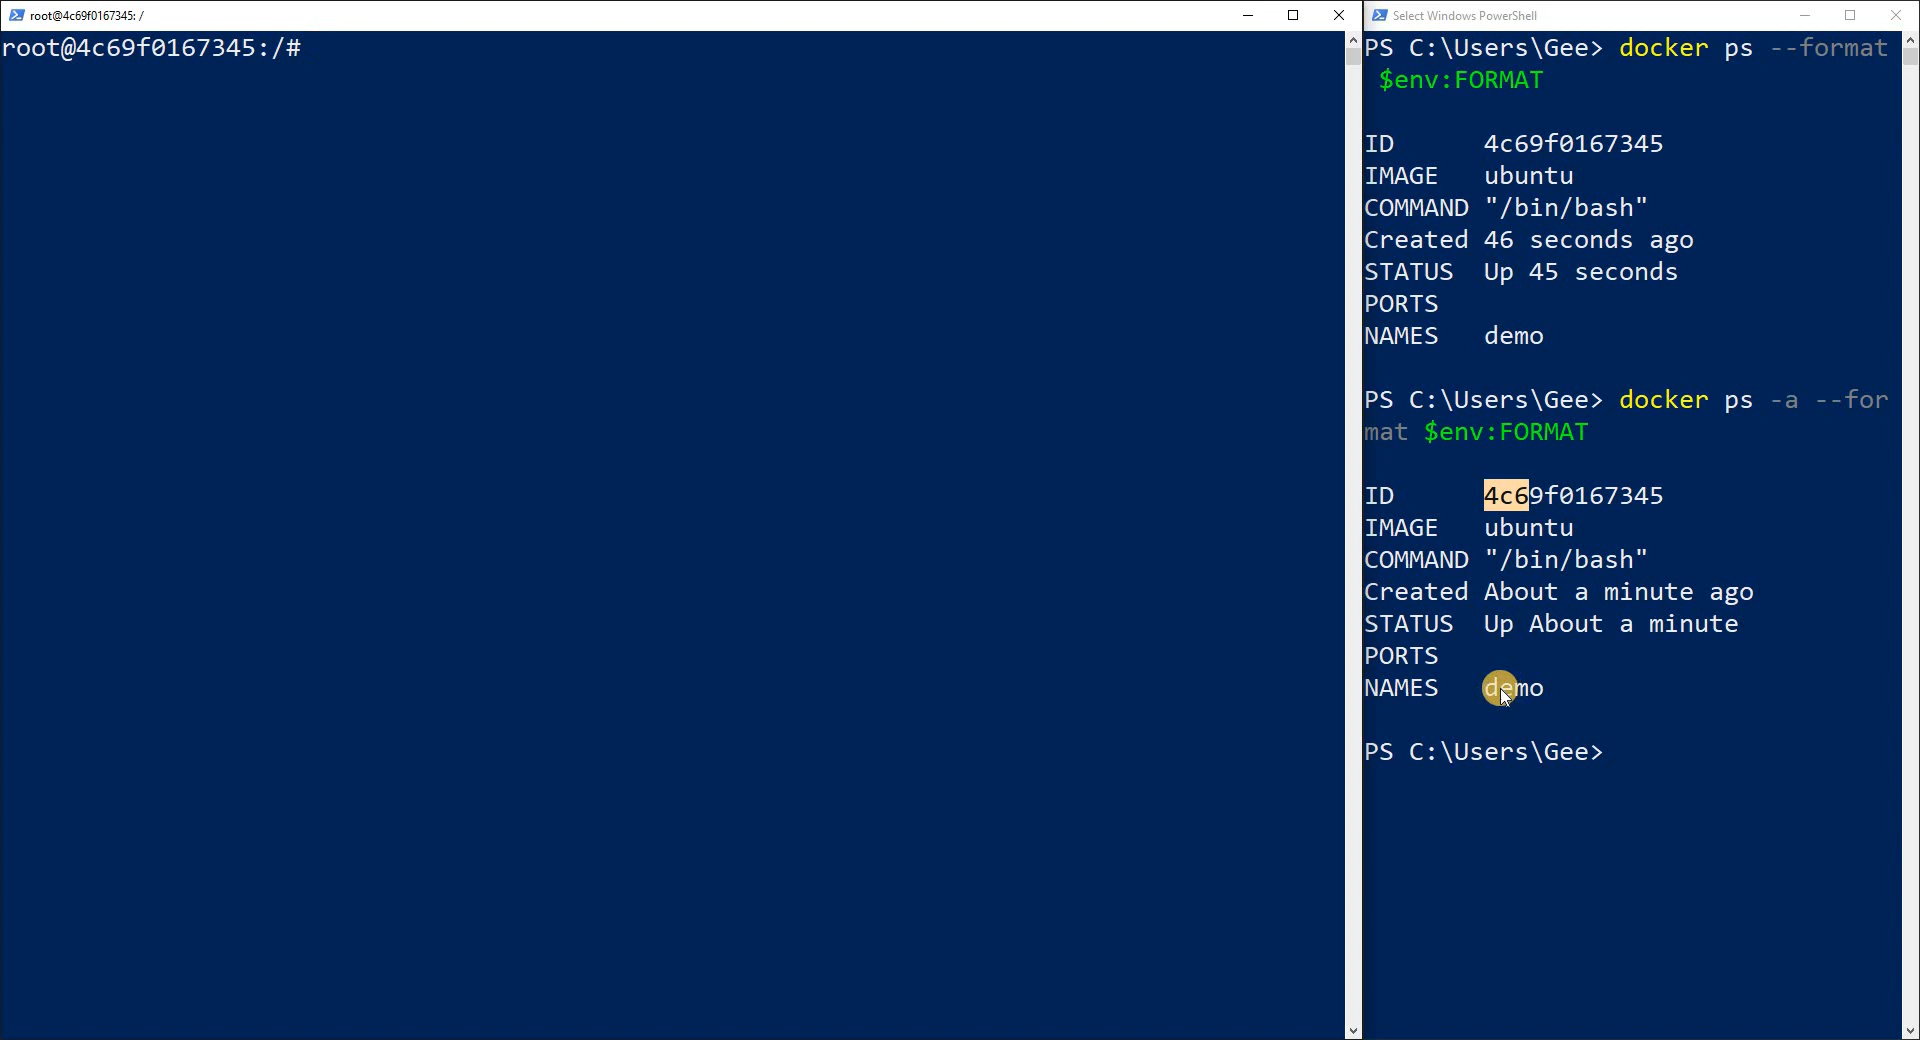 root@4c69f0167345: /
root@4c69f0167345:/#
Select Windows PowerShell
PS C:\Users\Gee> docker ps --format
$env:FORMAT
ID 4c69f0167345
IMAGE ubuntu
COMMAND "/bin/bash"
Created 46 seconds ago
STATUS Up 45 seconds
PORTS
NAMES demo
PS C:\Users\Gee> docker ps -a --for
mat $env:FORMAT
ID 4c69f0167345
IMAGE ubuntu
COMMAND "/bin/bash"
Created About a minute ago
STATUS Up About a minute
PORTS
NAMES demo
PS C:\Users\Gee>